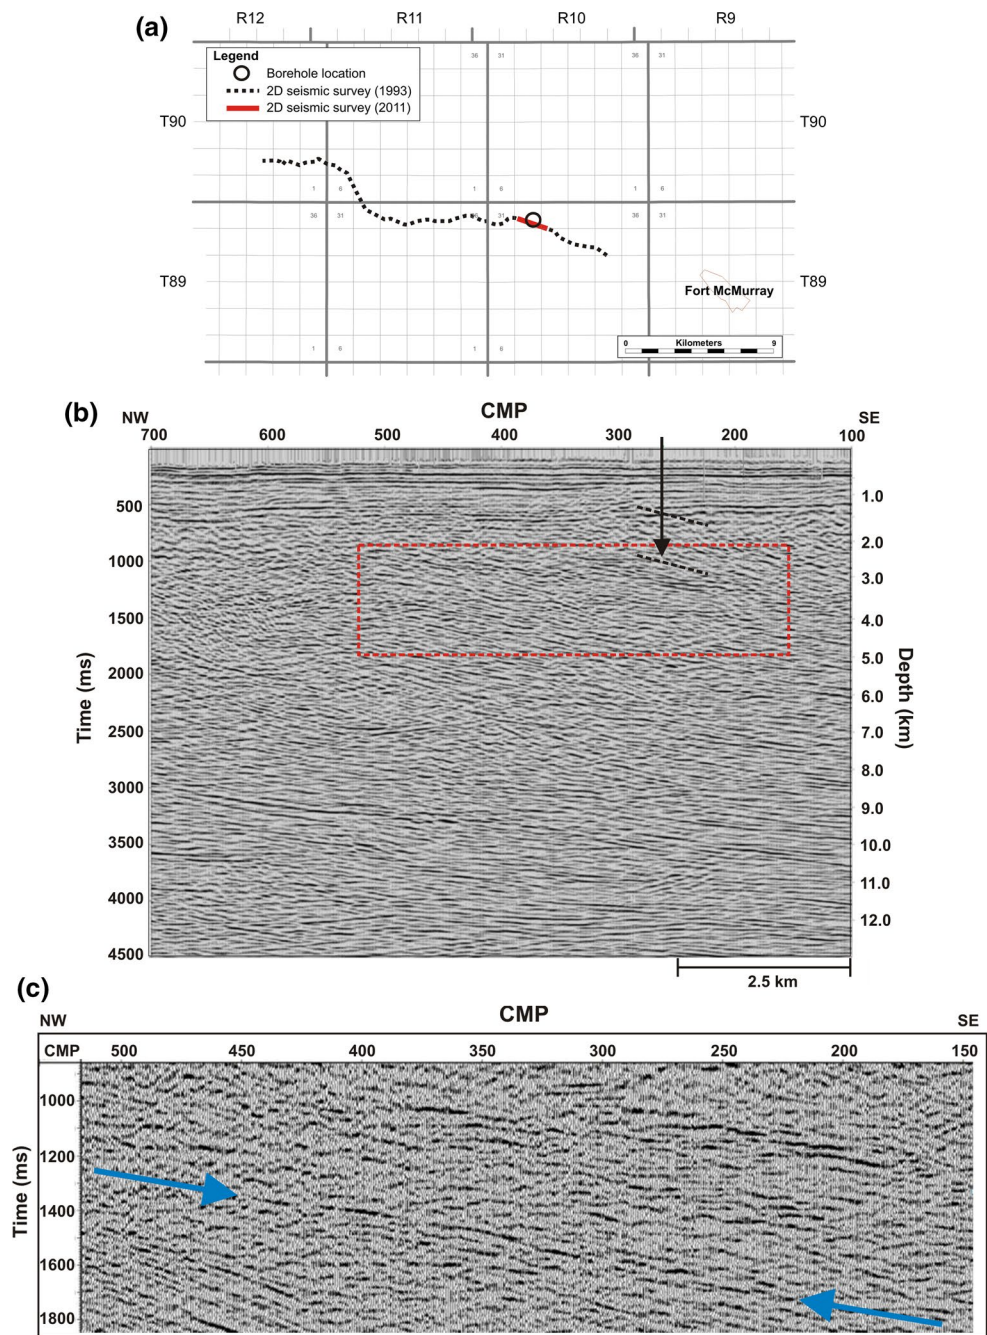 (a)
R12 R11 R10 R9
Legend
Borehole location
2D seismic survey (1993)
2D seismic survey (2011)
36 31 36 31
T90 T90
1 6 1 6 1 6
36 31 31 36 31
T89 T89
Fort McMurray
0 Kilometers 9
1 6 1 6
(b)
NW CMP SE
700 600 500 400 300 200 100
500
1000
1500
2000
2500
3000
3500
4000
4500
Time (ms)
1.0
2.0
3.0
4.0
5.0
6.0
7.0
8.0
9.0
10.0
11.0
12.0
Depth (km)
2.5 km
(c)
NW CMP SE
CMP 500 450 400 350 300 250 200 150
1000
1200
1400
1600
1800
Time (ms)